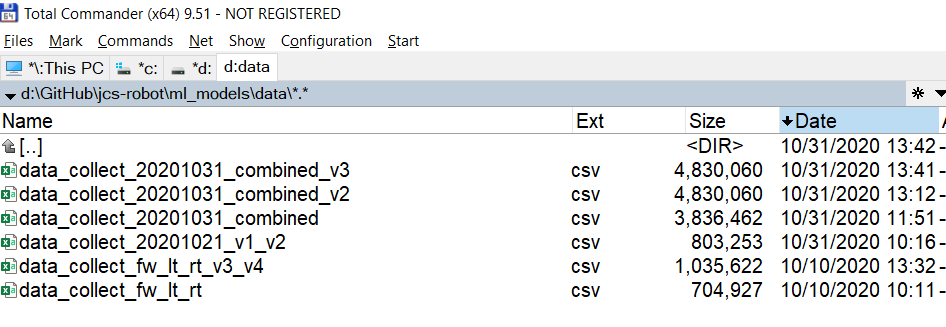 Total Commander (x64) 9.51 - NOT REGISTERED
Files Mark Commands Net Show Configuration Start
*\:This PC *c: *d: d:data
d:\GitHub\jcs-robot\ml_models\data\*.* *
Name Ext Size Date
[..] <DIR> 10/31/2020 13:42-
data_collect_20201031_combined_v3 csv 4,830,060 10/31/2020 13:41-
data_collect_20201031_combined_v2 csv 4,830,060 10/31/2020 13:12-
data_collect_20201031_combined csv 3,836,462 10/31/2020 11:51-
data_collect_20201021_v1_v2 csv 803,253 10/31/2020 10:16-
data_collect_fw_lt_rt_v3_v4 csv 1,035,622 10/10/2020 13:32-
data_collect_fw_lt_rt csv 704,927 10/10/2020 10:11-